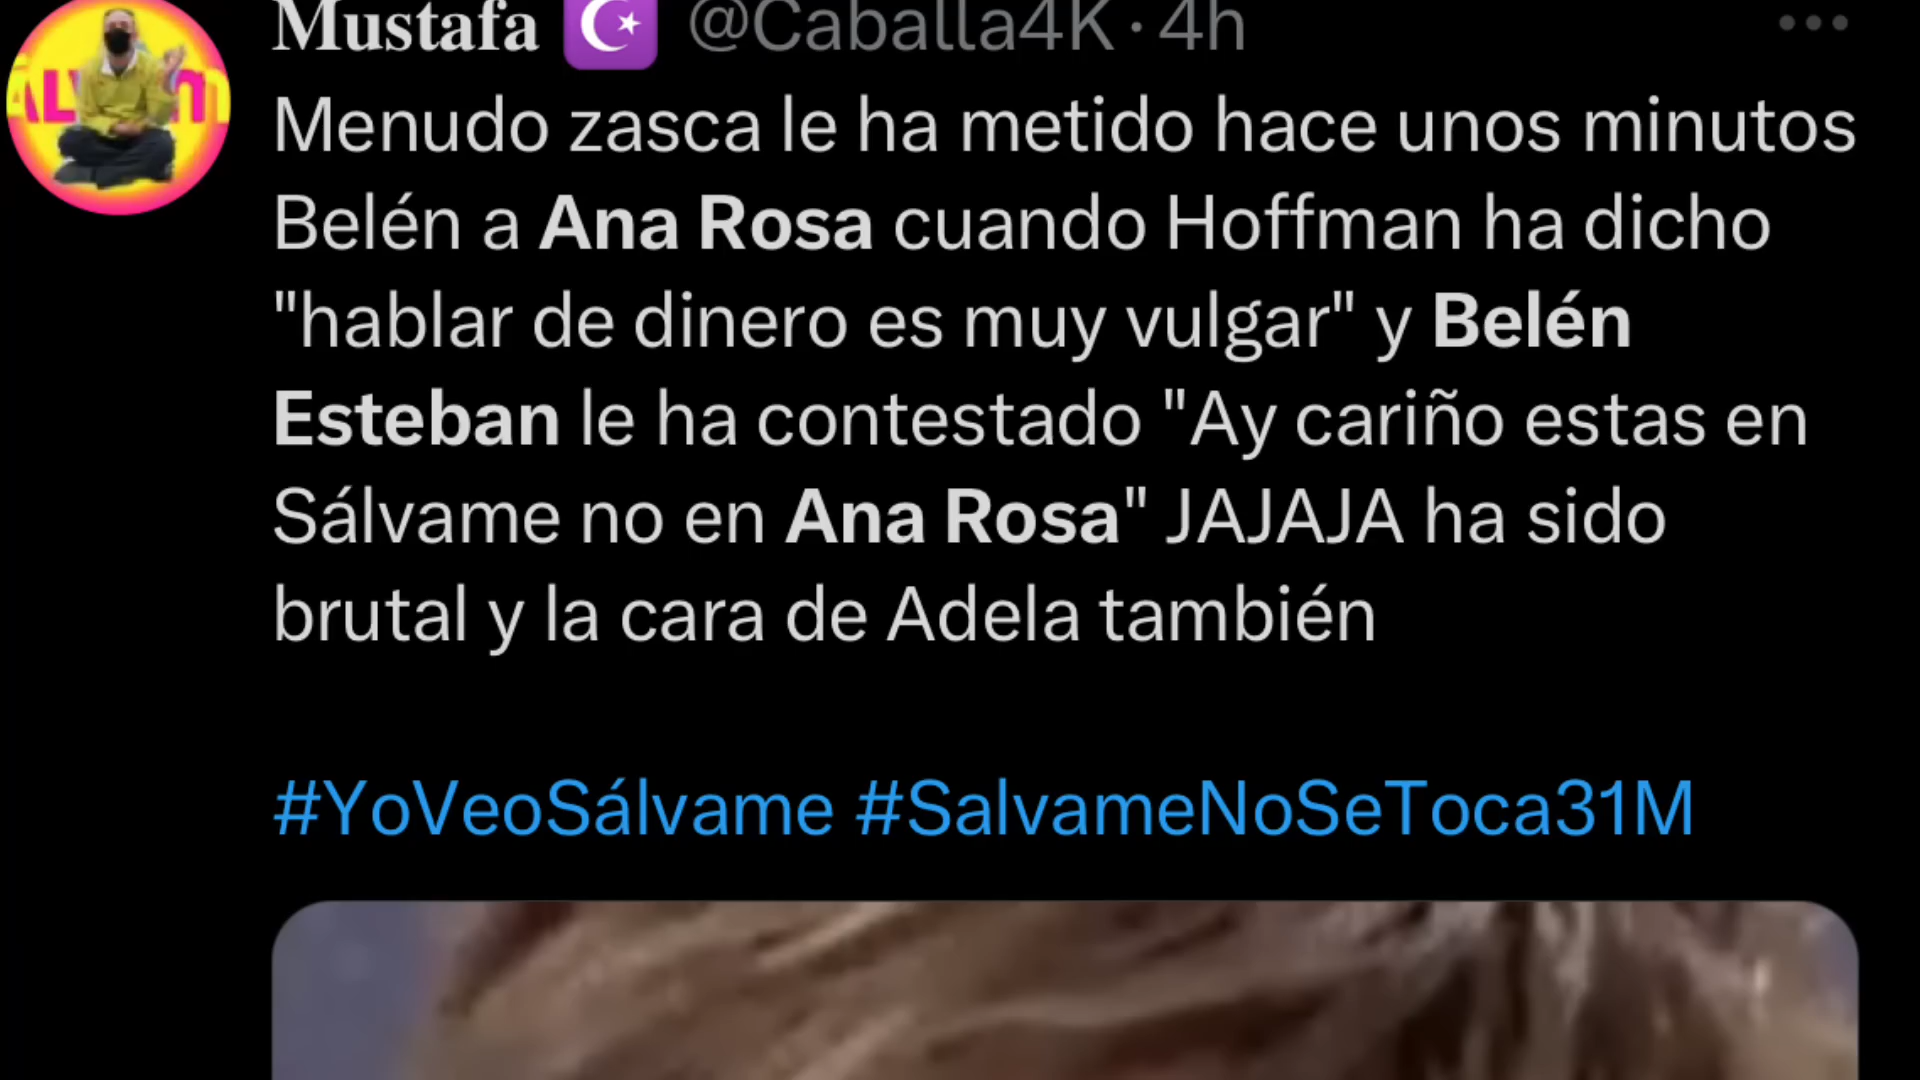 Mustafa ☪ @Caballa4K · 4h
Menudo zasca le ha metido hace unos minutos
Belén a Ana Rosa cuando Hoffman ha dicho
"hablar de dinero es muy vulgar" y Belén
Esteban le ha contestado "Ay cariño estas en
Sálvame no en Ana Rosa" JAJAJA ha sido
brutal y la cara de Adela también
#YoVeoSálvame #SalvameNoSeToca31M